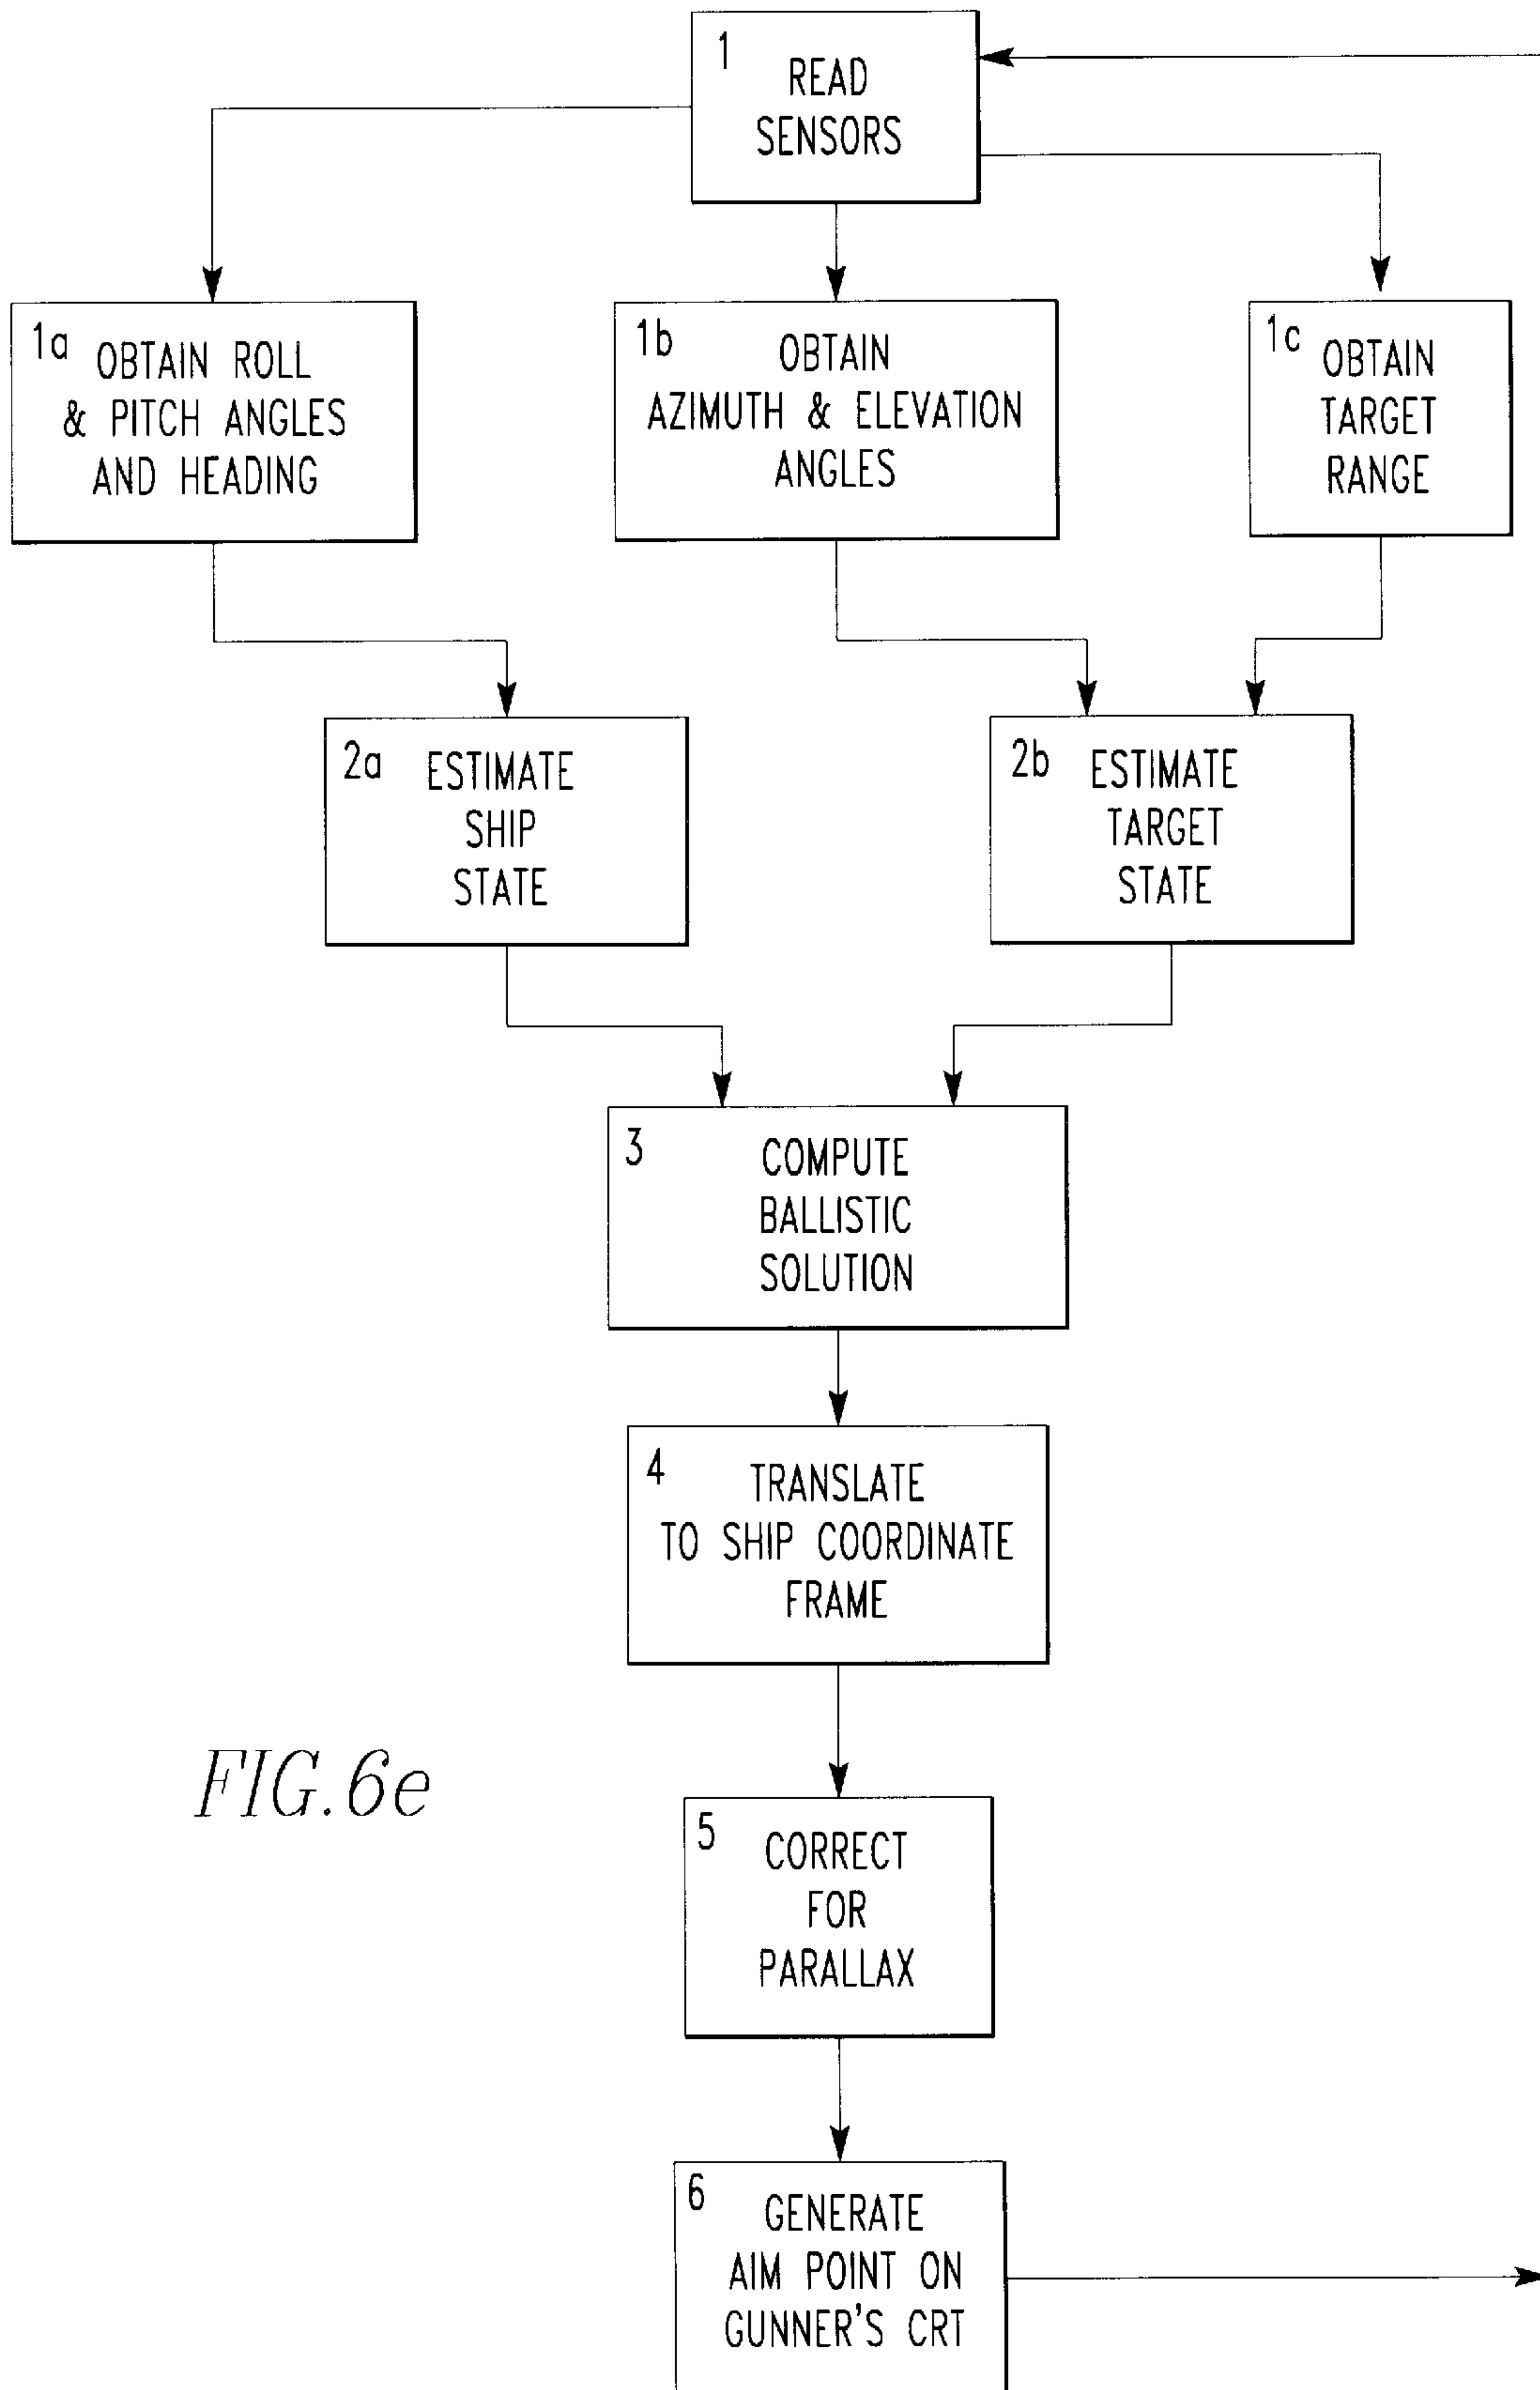 1
READ
SENSORS
1a OBTAIN ROLL
& PITCH ANGLES
AND HEADING
1b OBTAIN
AZIMUTH & ELEVATION
ANGLES
1c OBTAIN
TARGET
RANGE
2a ESTIMATE
SHIP
STATE
2b ESTIMATE
TARGET
STATE
3 COMPUTE
BALLISTIC
SOLUTION
4 TRANSLATE
TO SHIP COORDINATE
FRAME
FIG.6e
5 CORRECT
FOR
PARALLAX
6 GENERATE
AIM POINT ON
GUNNER'S CRT